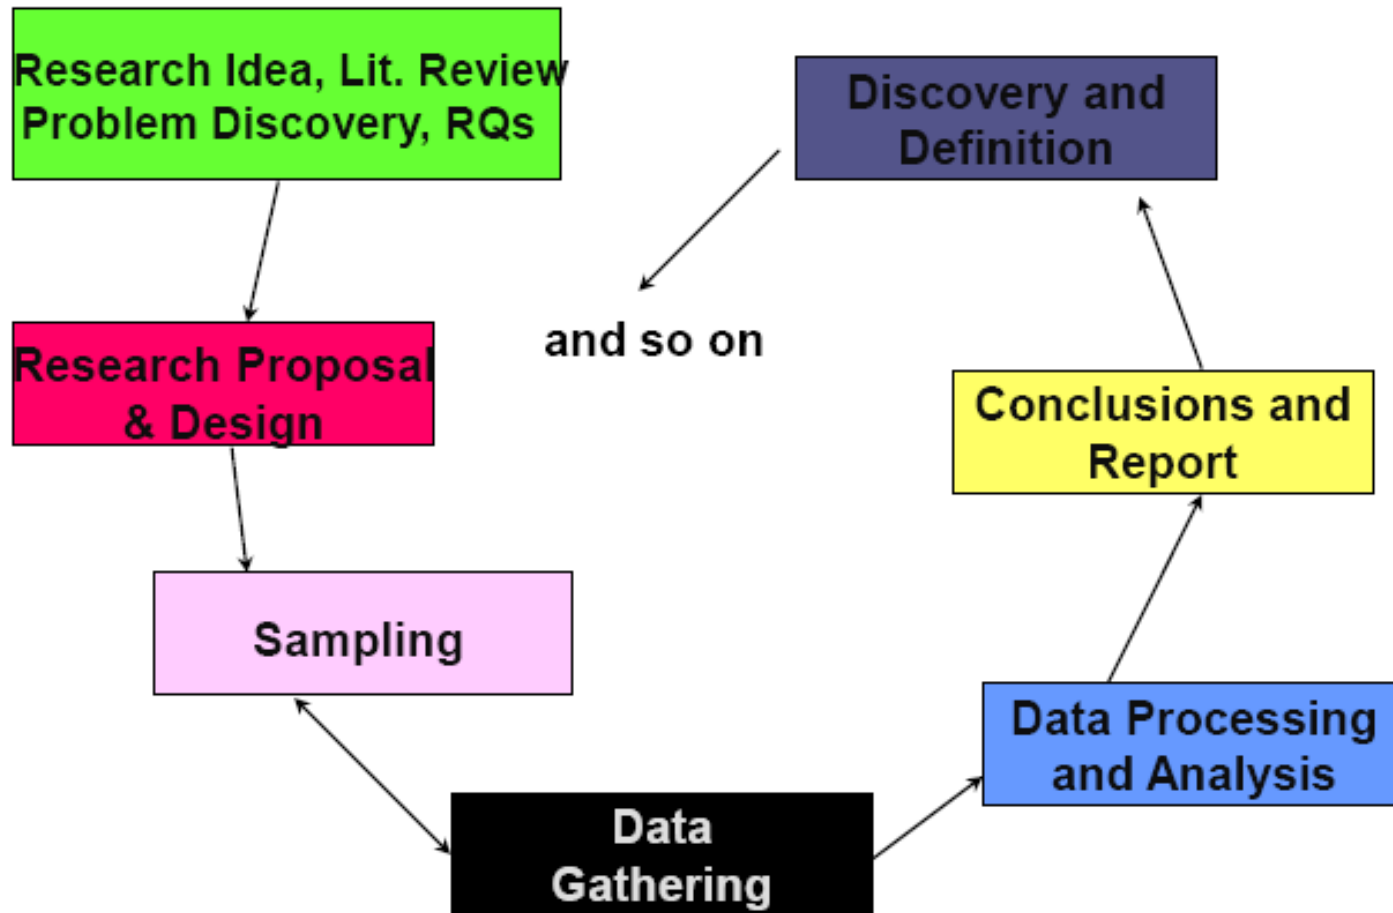 Research Idea, Lit. Review
Problem Discovery, RQs
Research Proposal
& Design
Sampling
Data
Gathering
Data Processing
and Analysis
Conclusions and
Report
Discovery and
Definition
and so on